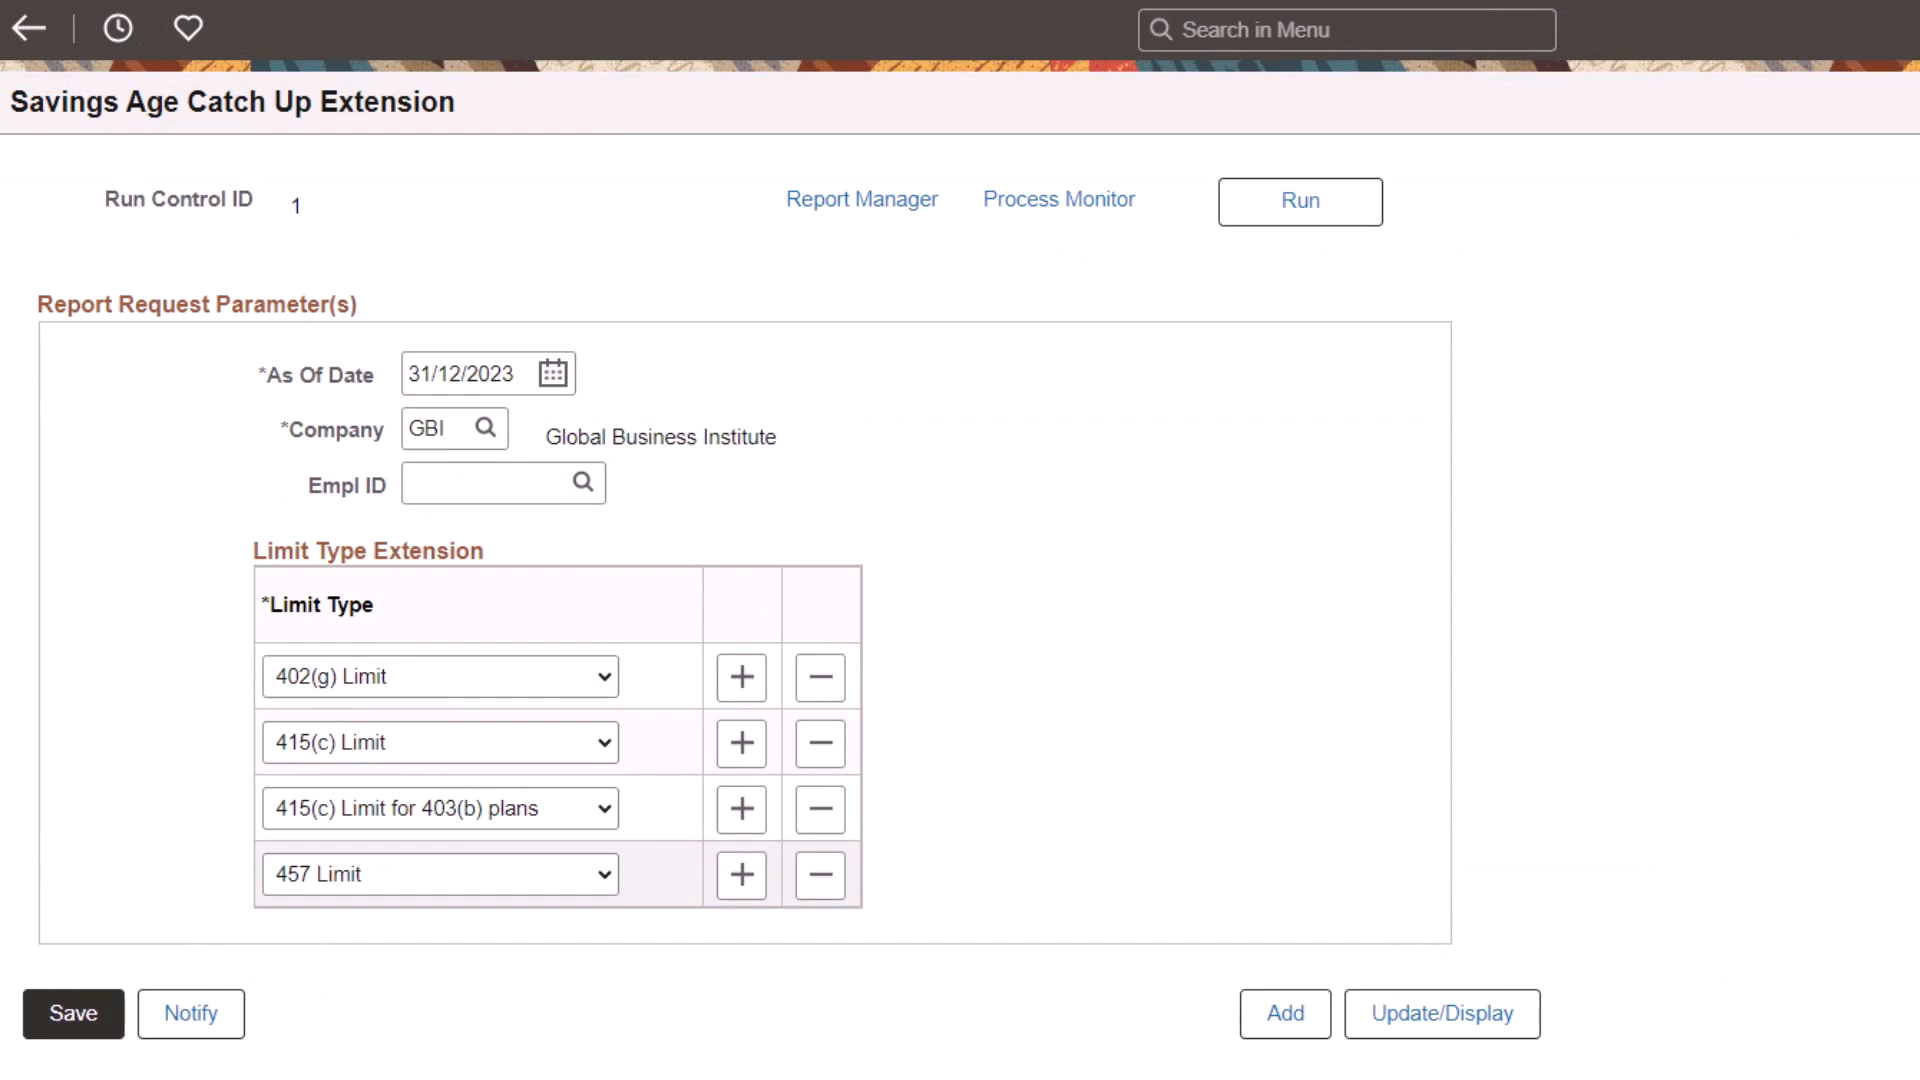 Search in Menu
Savings Age Catch Up Extension
Run Control ID 1 Report Manager Process Monitor Run
Report Request Parameter(s)
*As Of Date 31/12/2023
*Company GBI Global Business Institute
Empl ID
Limit Type Extension
*Limit Type
402(g) Limit
415(c) Limit
415(c) Limit for 403(b) plans
457 Limit
Save Notify Add Update/Display